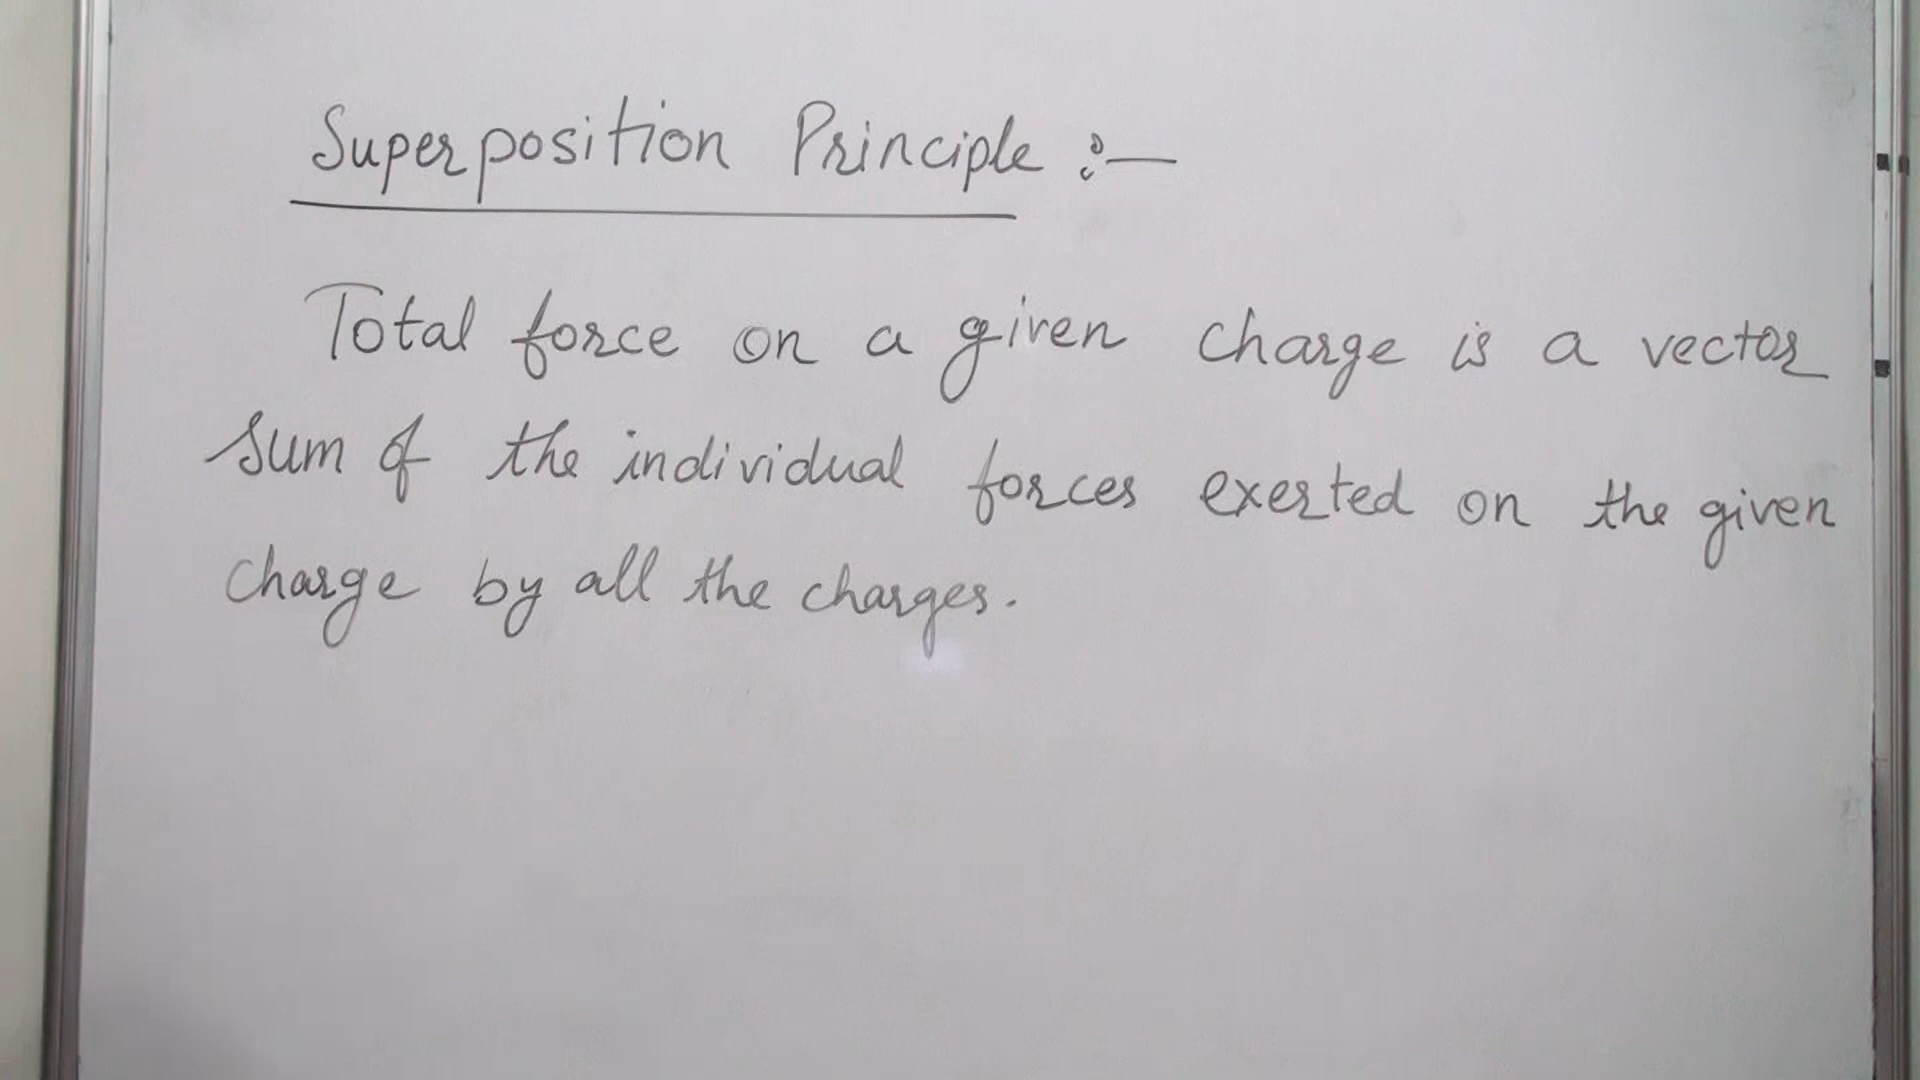 Superposition Principle :—
Total force on a given charge is a vector
sum of the individual forces exerted on the given
charge by all the charges.